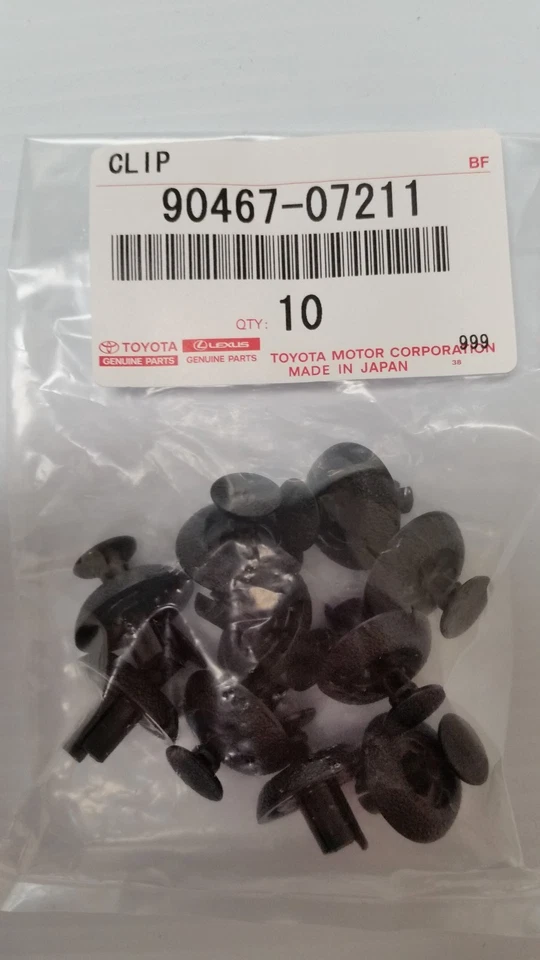 CLIP BF
90467-07211
QTY: 10
TOYOTA LEXUS
GENUINE PARTS GENUINE PARTS
999
TOYOTA MOTOR CORPORATION
38
MADE IN JAPAN